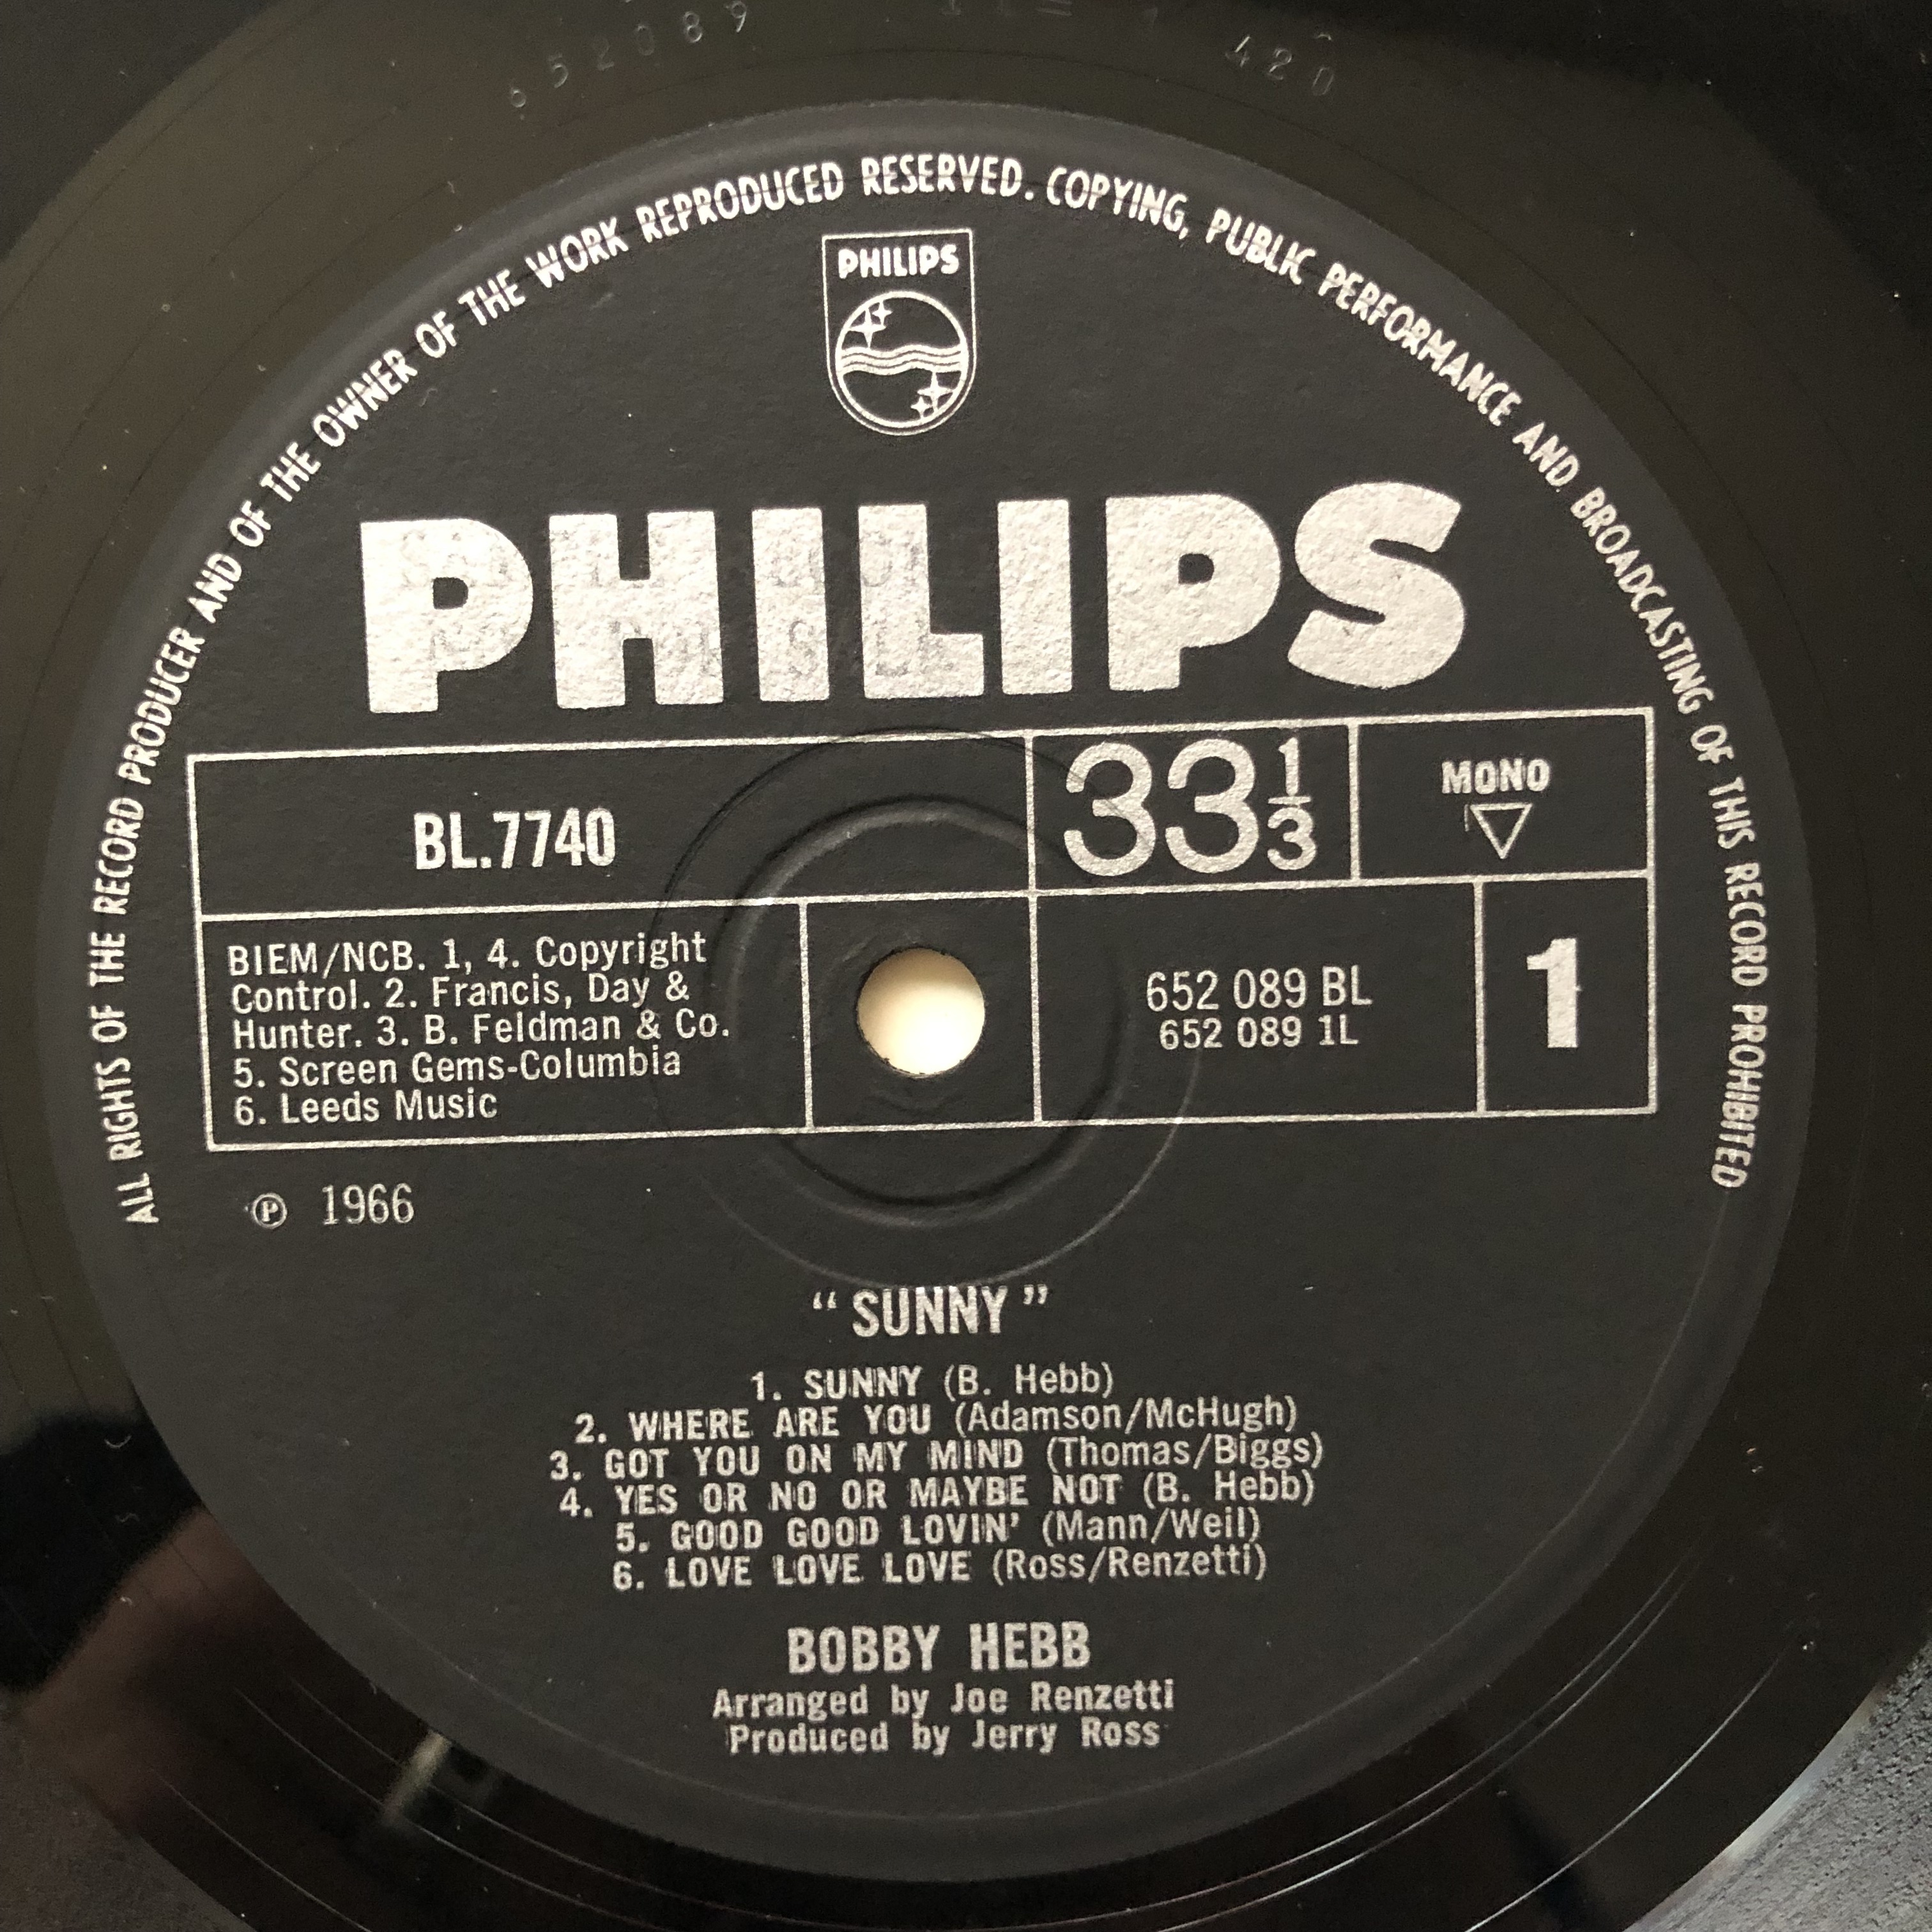 652089 420
ALL RIGHTS OF THE RECORD PRODUCER AND OF THE OWNER OF THE WORK REPRODUCED RESERVED. COPYING, PUBLIC PERFORMANCE AND BROADCASTING OF THIS RECORD PROHIBITED
PHILIPS
PHILIPS
BL.7740
33⅓
MONO
BIEM/NCB. 1, 4. Copyright
Control. 2. Francis, Day &
Hunter. 3. B. Feldman & Co.
5. Screen Gems-Columbia
6. Leeds Music
652 089 BL
652 089 1L
1
℗ 1966
“SUNNY”
1. SUNNY (B. Hebb)
2. WHERE ARE YOU (Adamson/McHugh)
3. GOT YOU ON MY MIND (Thomas/Biggs)
4. YES OR NO OR MAYBE NOT (B. Hebb)
5. GOOD GOOD LOVIN’ (Mann/Weil)
6. LOVE LOVE LOVE (Ross/Renzetti)
BOBBY HEBB
Arranged by Joe Renzetti
Produced by Jerry Ross